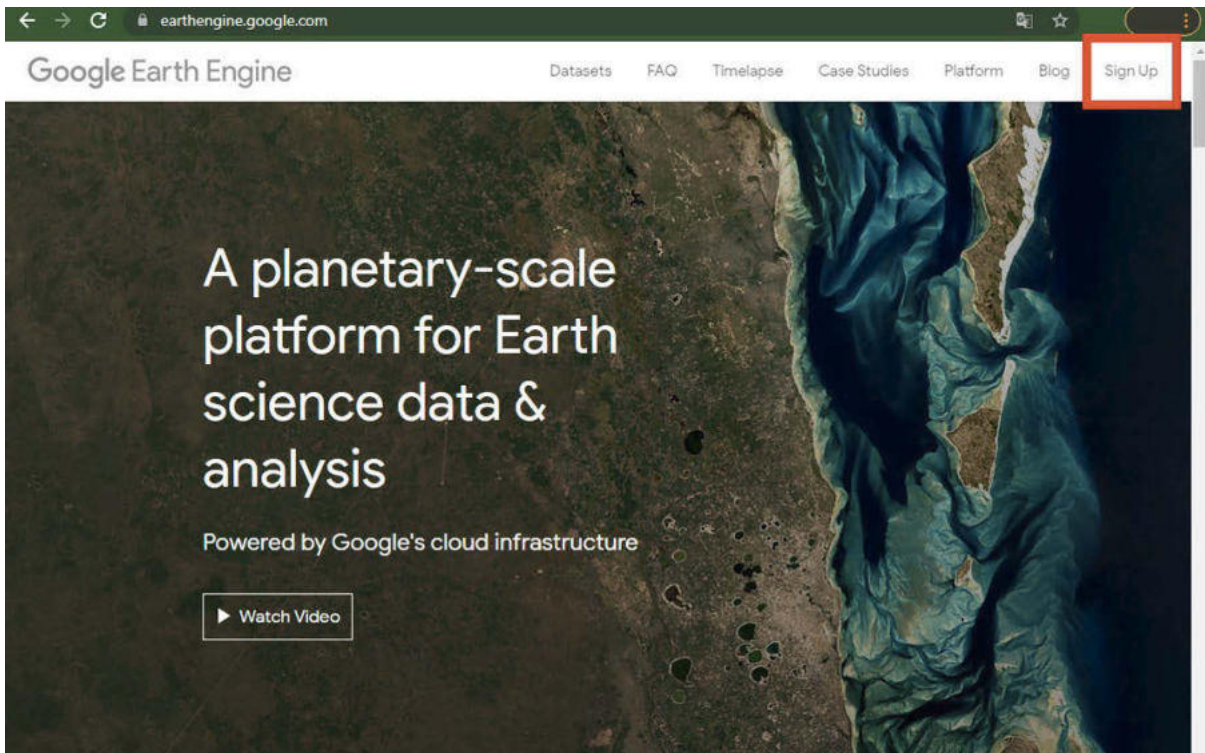 earthengine.google.com
Google Earth Engine
Datasets FAQ Timelapse Case Studies Platform Blog Sign Up
A planetary-scale
platform for Earth
science data &
analysis
Powered by Google's cloud infrastructure
Watch Video